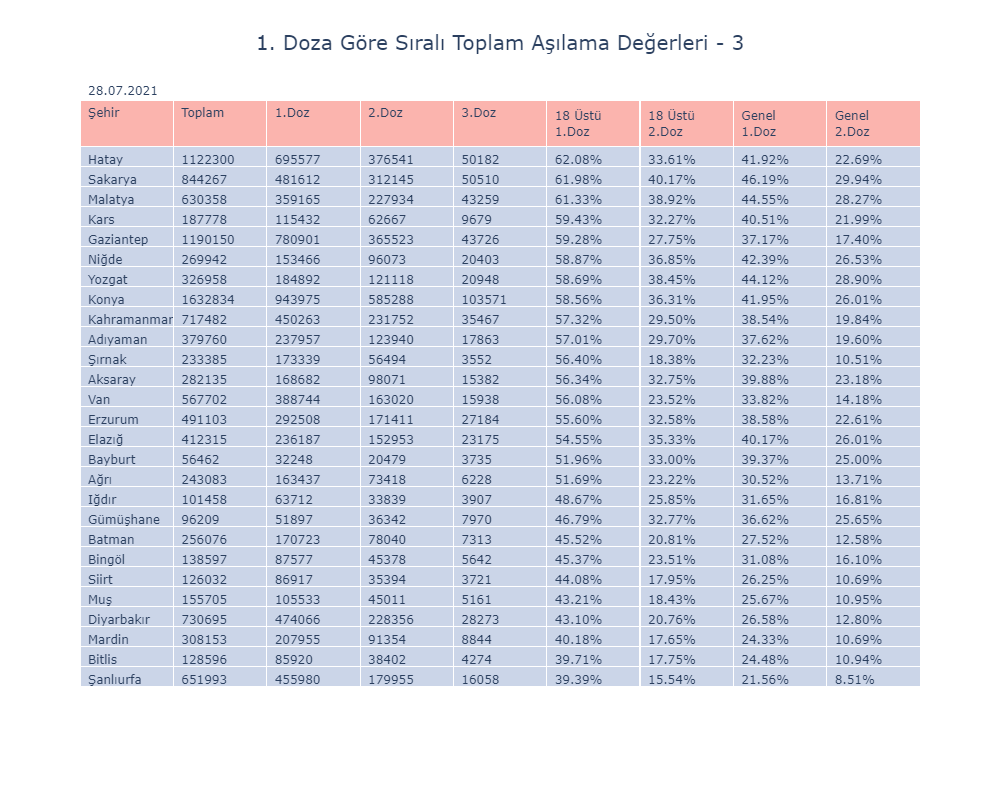 1. Doza Göre Sıralı Toplam Aşılama Değerleri - 3
28.07.2021
Şehir Toplam 1.Doz 2.Doz 3.Doz 18 Üstü 1.Doz 18 Üstü 2.Doz Genel 1.Doz Genel 2.Doz
Hatay 1122300 695577 376541 50182 62.08% 33.61% 41.92% 22.69%
Sakarya 844267 481612 312145 50510 61.98% 40.17% 46.19% 29.94%
Malatya 630358 359165 227934 43259 61.33% 38.92% 44.55% 28.27%
Kars 187778 115432 62667 9679 59.43% 32.27% 40.51% 21.99%
Gaziantep 1190150 780901 365523 43726 59.28% 27.75% 37.17% 17.40%
Niğde 269942 153466 96073 20403 58.87% 36.85% 42.39% 26.53%
Yozgat 326958 184892 121118 20948 58.69% 38.45% 44.12% 28.90%
Konya 1632834 943975 585288 103571 58.56% 36.31% 41.95% 26.01%
Kahramanmar 717482 450263 231752 35467 57.32% 29.50% 38.54% 19.84%
Adıyaman 379760 237957 123940 17863 57.01% 29.70% 37.62% 19.60%
Şırnak 233385 173339 56494 3552 56.40% 18.38% 32.23% 10.51%
Aksaray 282135 168682 98071 15382 56.34% 32.75% 39.88% 23.18%
Van 567702 388744 163020 15938 56.08% 23.52% 33.82% 14.18%
Erzurum 491103 292508 171411 27184 55.60% 32.58% 38.58% 22.61%
Elazığ 412315 236187 152953 23175 54.55% 35.33% 40.17% 26.01%
Bayburt 56462 32248 20479 3735 51.96% 33.00% 39.37% 25.00%
Ağrı 243083 163437 73418 6228 51.69% 23.22% 30.52% 13.71%
Iğdır 101458 63712 33839 3907 48.67% 25.85% 31.65% 16.81%
Gümüşhane 96209 51897 36342 7970 46.79% 32.77% 36.62% 25.65%
Batman 256076 170723 78040 7313 45.52% 20.81% 27.52% 12.58%
Bingöl 138597 87577 45378 5642 45.37% 23.51% 31.08% 16.10%
Siirt 126032 86917 35394 3721 44.08% 17.95% 26.25% 10.69%
Muş 155705 105533 45011 5161 43.21% 18.43% 25.67% 10.95%
Diyarbakır 730695 474066 228356 28273 43.10% 20.76% 26.58% 12.80%
Mardin 308153 207955 91354 8844 40.18% 17.65% 24.33% 10.69%
Bitlis 128596 85920 38402 4274 39.71% 17.75% 24.48% 10.94%
Şanlıurfa 651993 455980 179955 16058 39.39% 15.54% 21.56% 8.51%